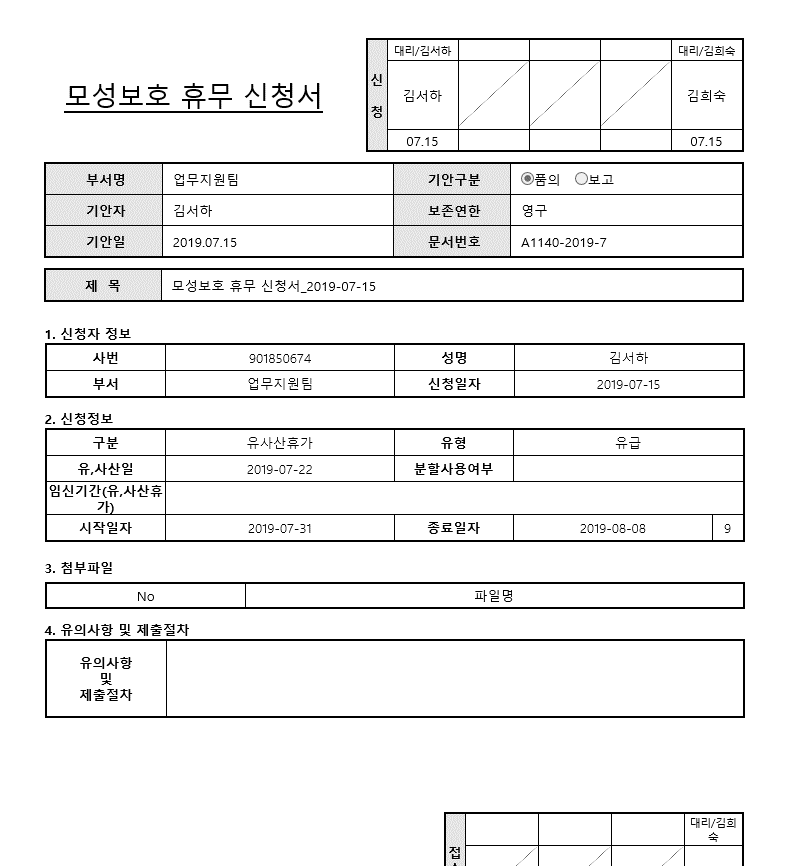 대리/김서하 대리/김희숙
신
청
모성보호 휴무 신청서
김서하 김희숙
07.15 07.15
부서명 업무지원팀 기안구분 품의 보고
기안자 김서하 보존연한 영구
기안일 2019.07.15 문서번호 A1140-2019-7
제 목 모성보호 휴무 신청서_2019-07-15
1. 신청자 정보
사번 901850674 성명 김서하
부서 업무지원팀 신청일자 2019-07-15
2. 신청정보
구분 유사산휴가 유형 유급
유,사산일 2019-07-22 분할사용여부
임신기간(유,사산휴
가)
시작일자 2019-07-31 종료일자 2019-08-08 9
3. 첨부파일
No 파일명
4. 유의사항 및 제출절차
유의사항
및
제출절차
대리/김희
숙
접